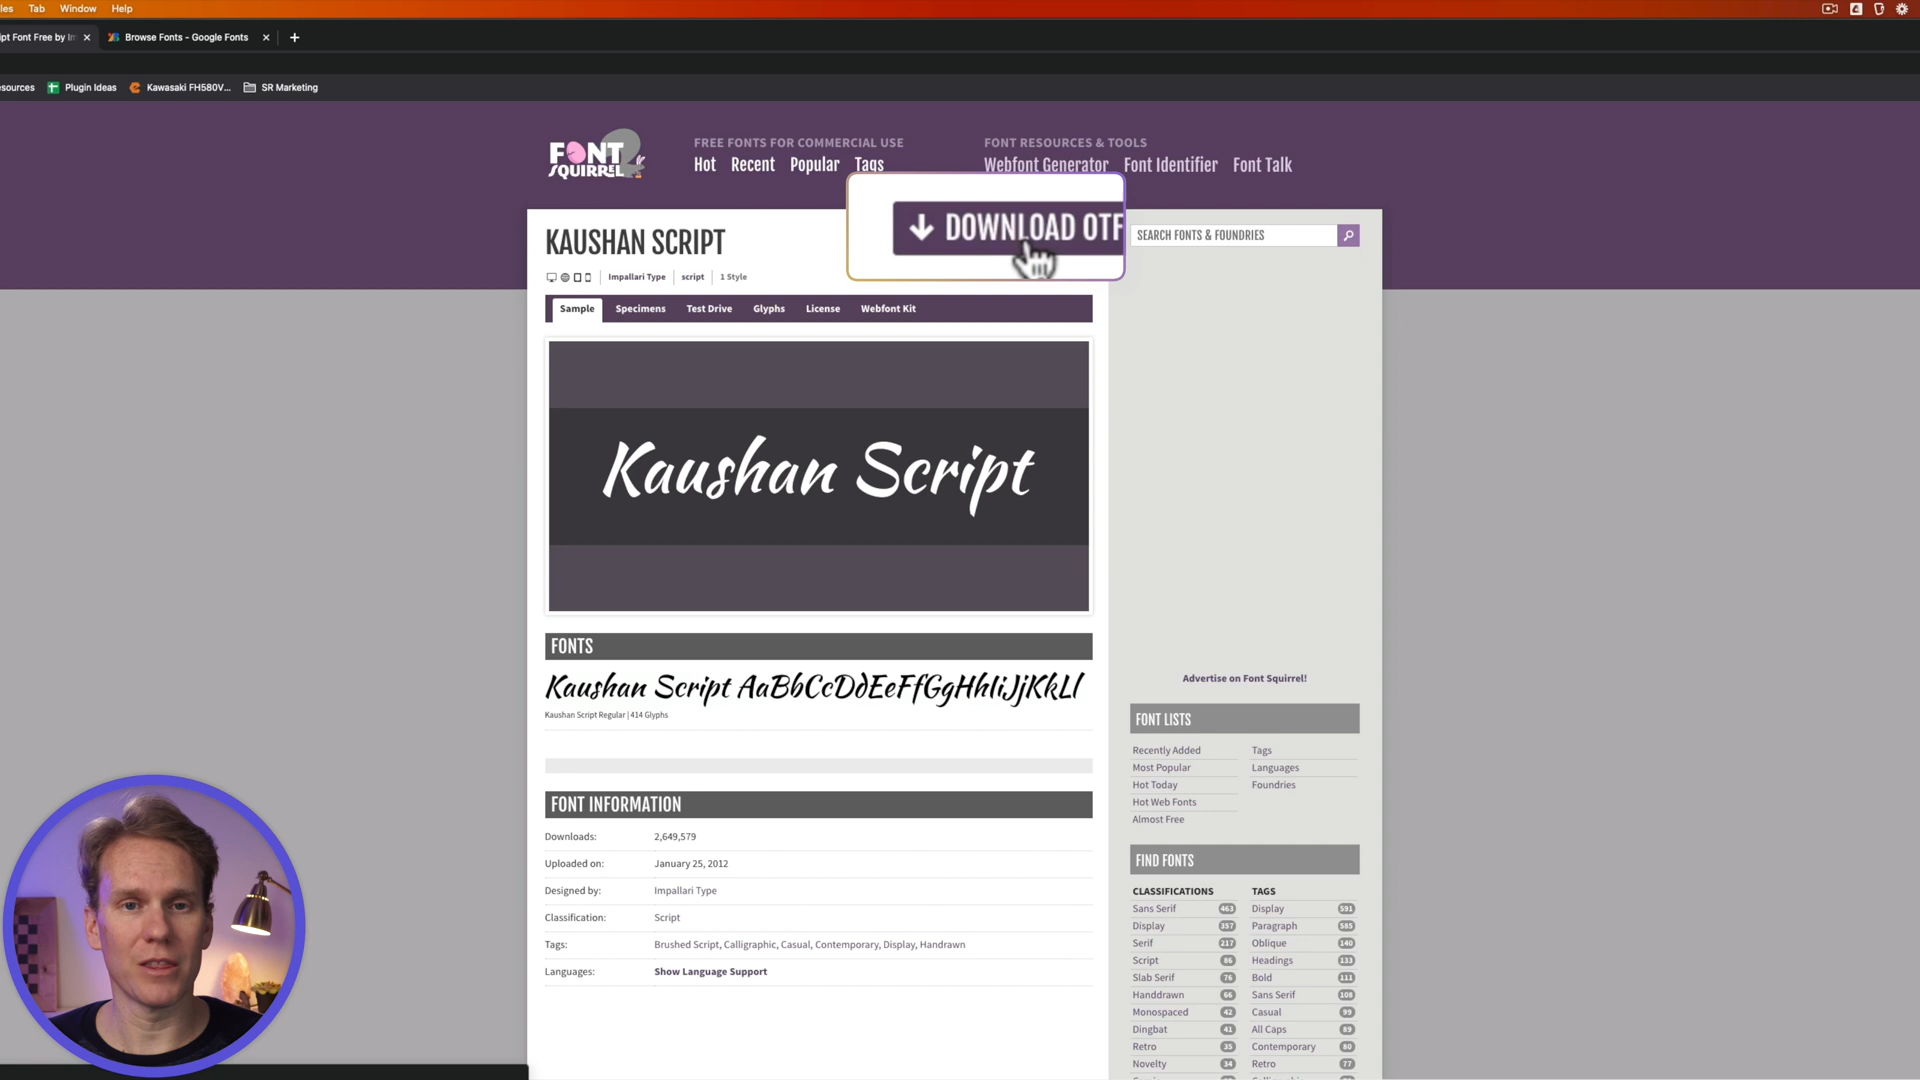 Tab Window Help
Browse Fonts - Google Fonts
Plugin Ideas Kawasaki FH580V... SR Marketing
FONT SQUIRREL
FREE FONTS FOR COMMERCIAL USE
Hot Recent Popular Tags
FONT RESOURCES & TOOLS
Webfont Generator Font Identifier Font Talk
DOWNLOAD OTF
SEARCH FONTS & FOUNDRIES
KAUSHAN SCRIPT
Impallari Type script 1 Style
Sample Specimens Test Drive Glyphs License Webfont Kit
Kaushan Script
FONTS
Kaushan Script AaBbCcDdEeFfGgHhIiJjKkLl
Kaushan Script Regular | 414 Glyphs
FONT INFORMATION
Downloads: 2,649,579
Uploaded on: January 25, 2012
Designed by: Impallari Type
Classification: Script
Tags: Brushed Script, Calligraphic, Casual, Contemporary, Display, Handrawn
Languages: Show Language Support
Advertise on Font Squirrel!
FONT LISTS
Recently Added Tags
Most Popular Languages
Hot Today Foundries
Hot Web Fonts
Almost Free
FIND FONTS
CLASSIFICATIONS TAGS
Sans Serif 463 Display 591
Display 357 Paragraph 585
Serif 217 Oblique 140
Script 86 Headings 133
Slab Serif 76 Bold 111
Handdrawn 66 Sans Serif 108
Monospaced 42 Casual 99
Dingbat 41 All Caps 89
Retro 35 Contemporary 80
Novelty 34 Retro 77